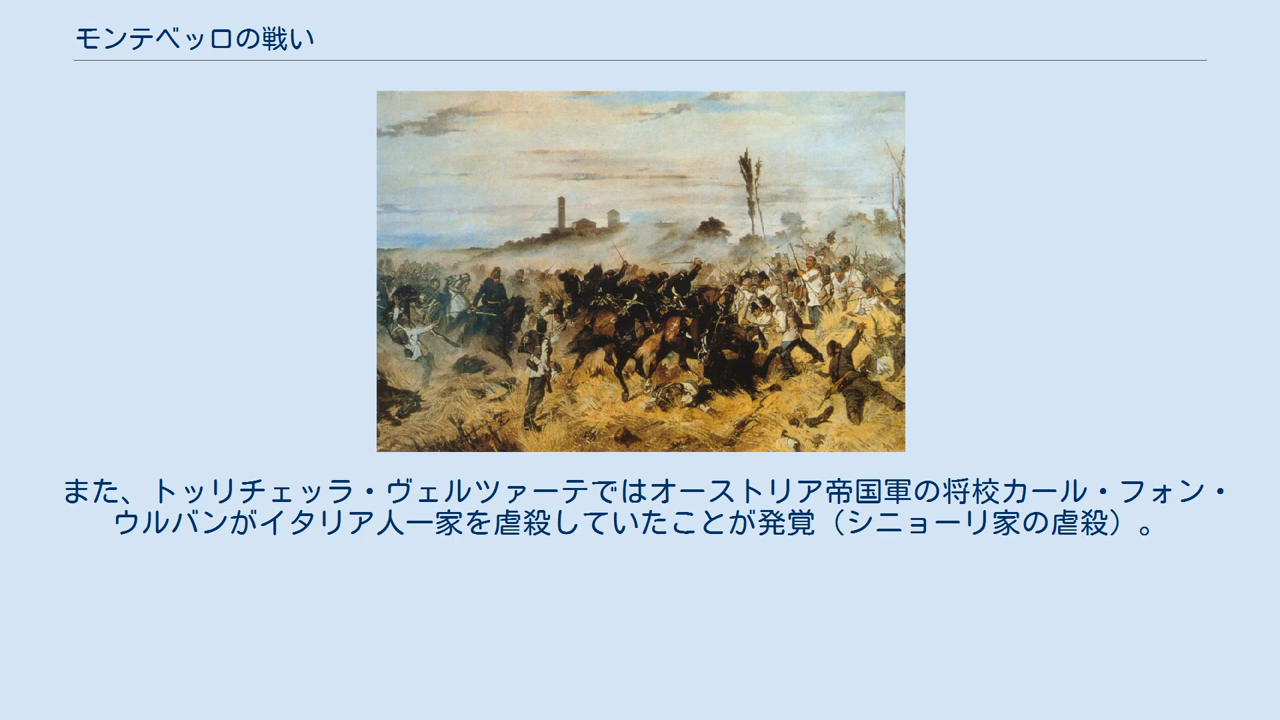 モンテベッロの戦い
また、トッリチェッラ・ヴェルツァーテではオーストリア帝国軍の将校カール・フォン・
ウルバンがイタリア人一家を虐殺していたことが発覚（シニョーリ家の虐殺）。